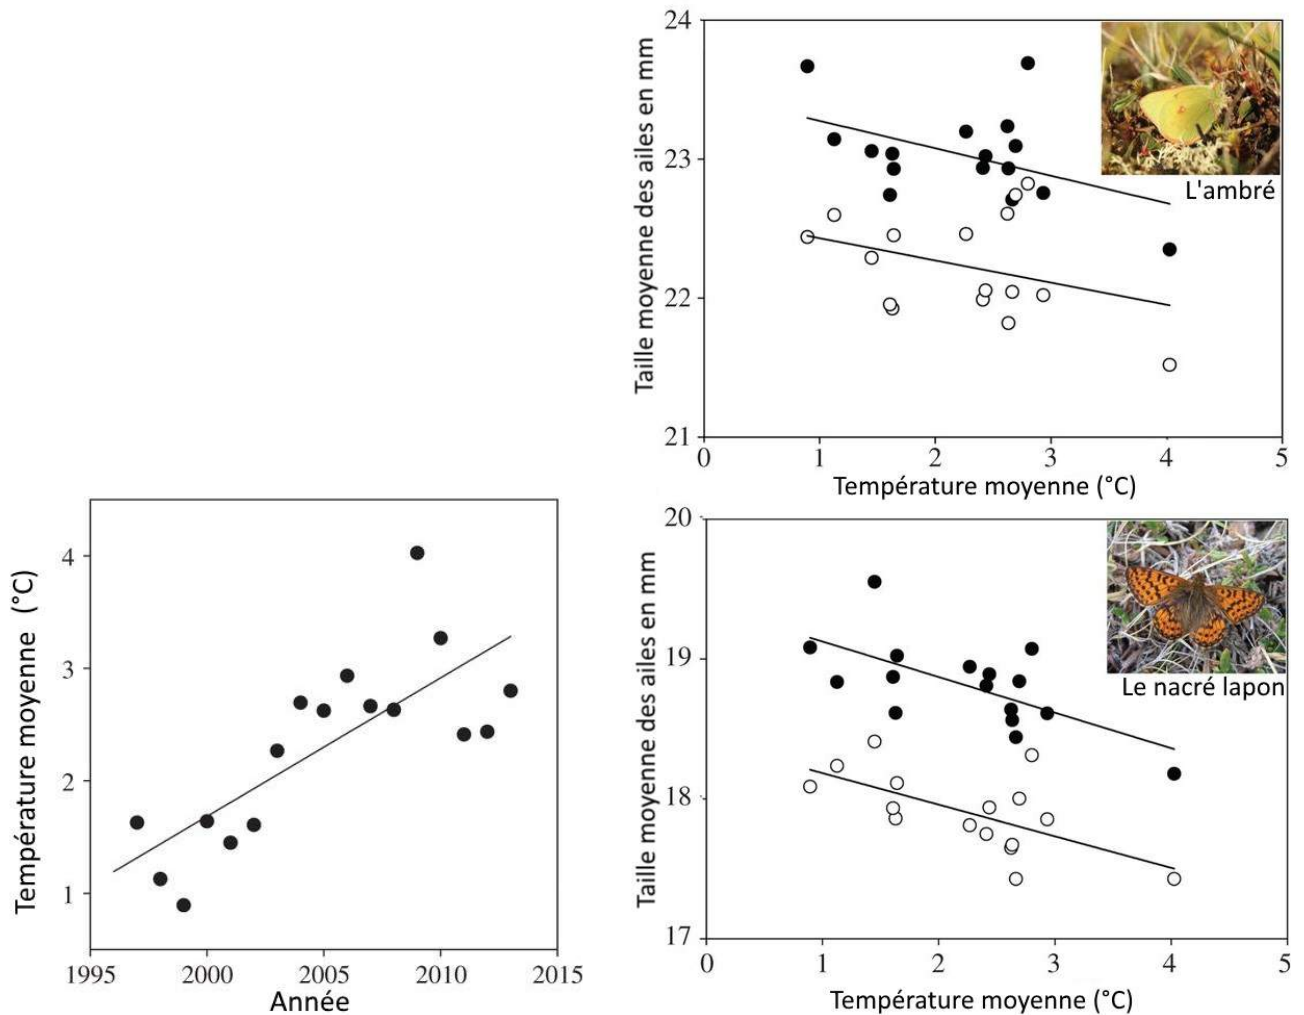 24
23
22
21
Taille moyenne des ailes en mm
L'ambré
0 1 2 3 4 5
Température moyenne (°C)
4
3
2
1
Température moyenne (°C)
1995 2000 2005 2010 2015
Année
20
19
18
17
Taille moyenne des ailes en mm
Le nacré lapon
0 1 2 3 4 5
Température moyenne (°C)